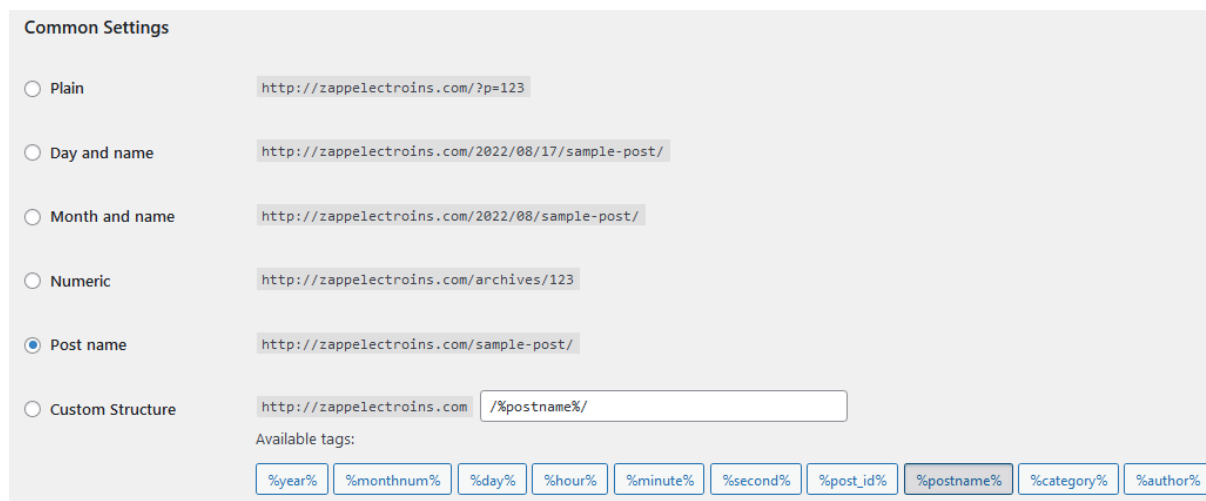 Common Settings
Plain http://zappelectroins.com/?p=123
Day and name http://zappelectroins.com/2022/08/17/sample-post/
Month and name http://zappelectroins.com/2022/08/sample-post/
Numeric http://zappelectroins.com/archives/123
Post name http://zappelectroins.com/sample-post/
Custom Structure http://zappelectroins.com /%postname%/
Available tags:
%year% %monthnum% %day% %hour% %minute% %second% %post_id% %postname% %category% %author%